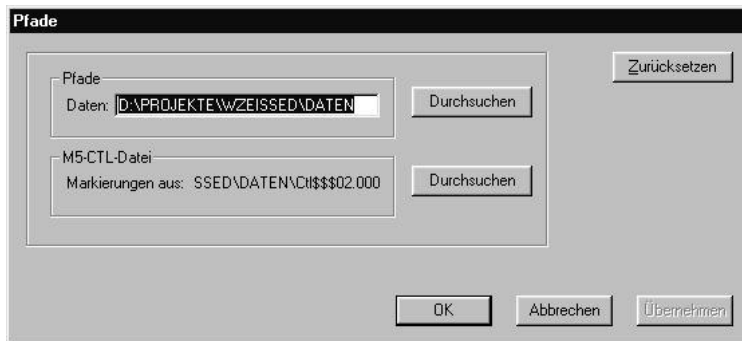 Pfade
Zurücksetzen
Pfade
Daten: D:\PROJEKTE\WZEISSED\DATEN
Durchsuchen
M5-CTL-Datei
Markierungen aus: SSED\DATEN\Ctl$$$02.000
Durchsuchen
OK
Abbrechen
Übernehmen